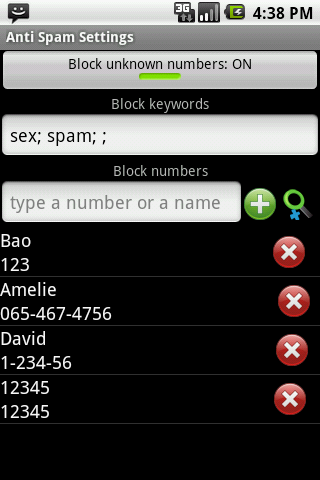 3G
4:38 PM
Anti Spam Settings
Block unknown numbers: ON
Block keywords
sex; spam; ;
Block numbers
type a number or a name
Bao
123
Amelie
065-467-4756
David
1-234-56
12345
12345